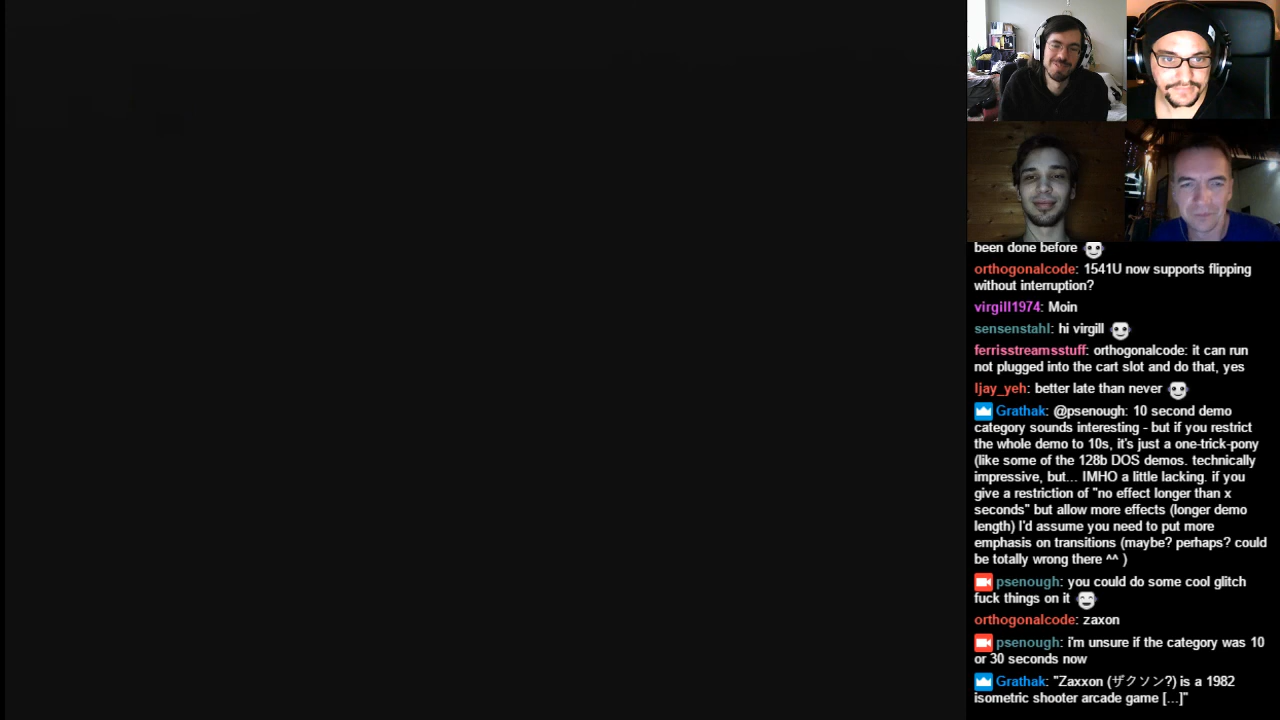 been done before
orthogonalcode: 1541U now supports flipping
without interruption?
virgill1974: Moin
sensenstahl: hi virgill
ferrisstreamsstuff: orthogonalcode: it can run
not plugged into the cart slot and do that, yes
ljay_yeh: better late than never
Grathak: @psenough: 10 second demo
category sounds interesting - but if you restrict
the whole demo to 10s, it's just a one-trick-pony
(like some of the 128b DOS demos. technically
impressive, but... IMHO a little lacking. if you
give a restriction of "no effect longer than x
seconds" but allow more effects (longer demo
length) I'd assume you need to put more
emphasis on transitions (maybe? perhaps? could
be totally wrong there ^^ )
psenough: you could do some cool glitch
fuck things on it
orthogonalcode: zaxon
psenough: i'm unsure if the category was 10
or 30 seconds now
Grathak: "Zaxxon (ザクソン?) is a 1982
isometric shooter arcade game [...]"